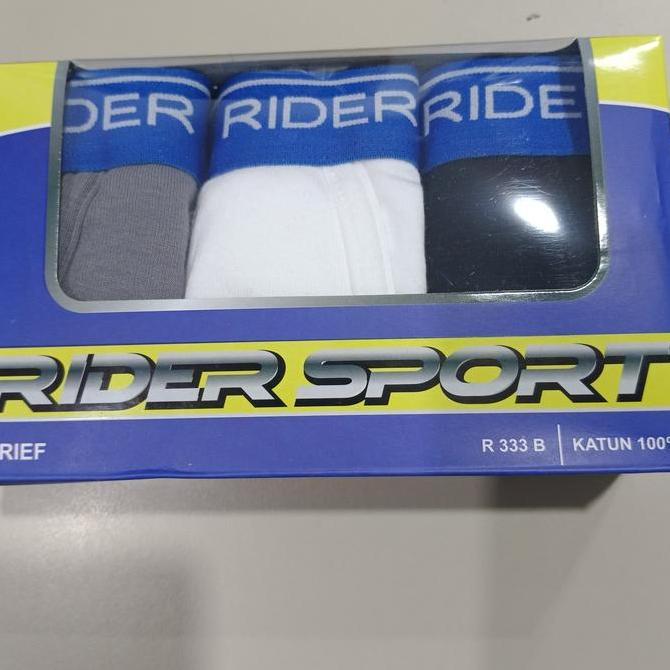 DER RIDER RIDE
RIDER SPORT
RIEF R 333 B KATUN 100%